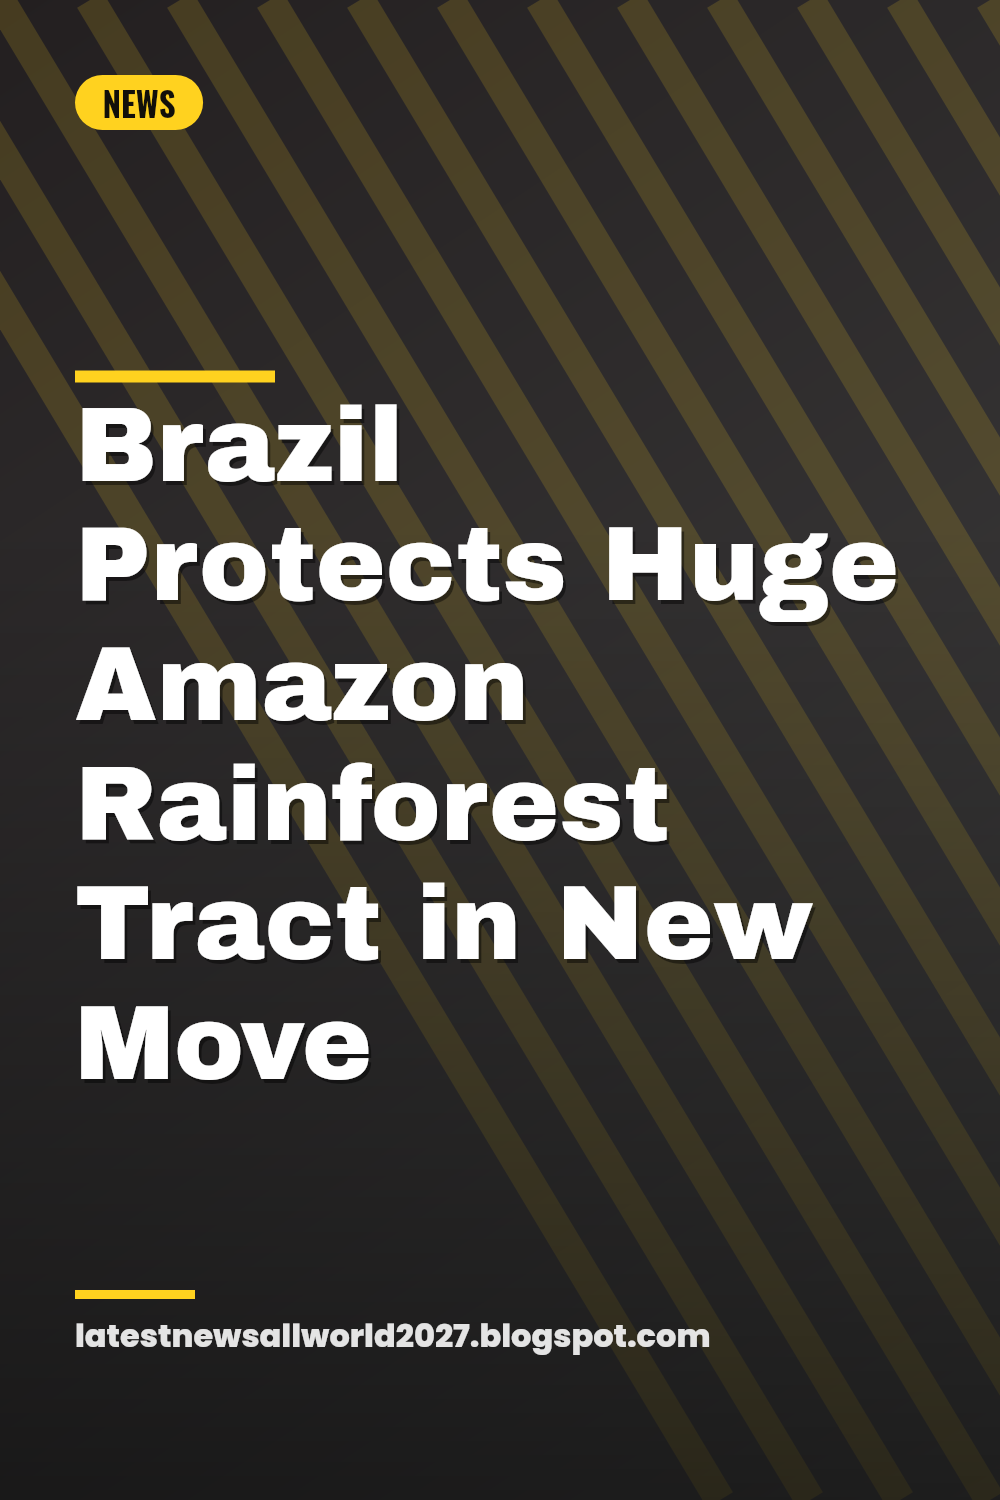 NEWS
Brazil
Protects Huge
Amazon
Rainforest
Tract in New
Move
latestnewsallworld2027.blogspot.com